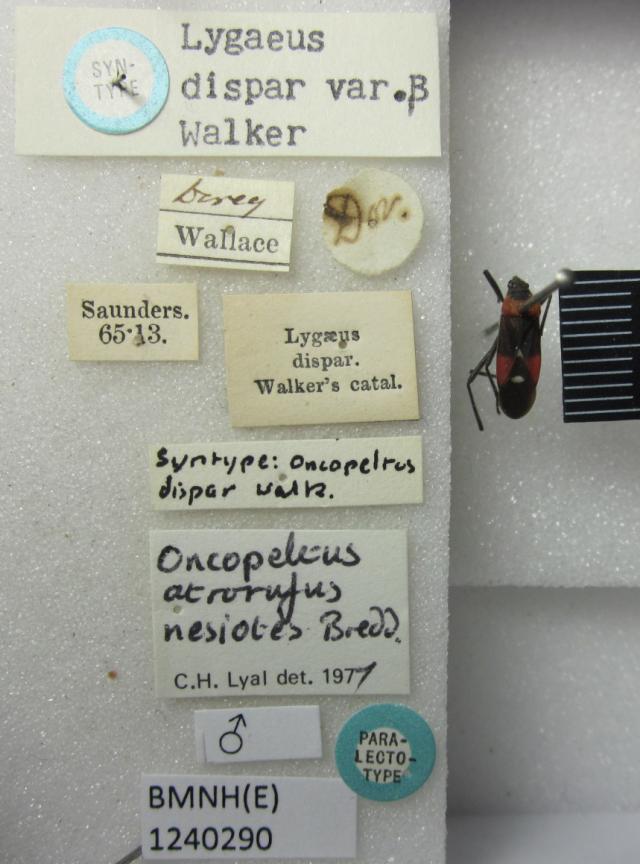 SYN-
TYPE
Lygaeus
dispar var.β
Walker
Wallace
Dor.
Saunders.
65·13.
Lygæus
dispar.
Walker's catal.
Syntype: Oncopeltus
dispar Walk.
Oncopeltus
atrorufus
nesiotes Bredd.
C.H. Lyal det. 1977
♂
PARA-
LECTO-
TYPE
BMNH(E)
1240290